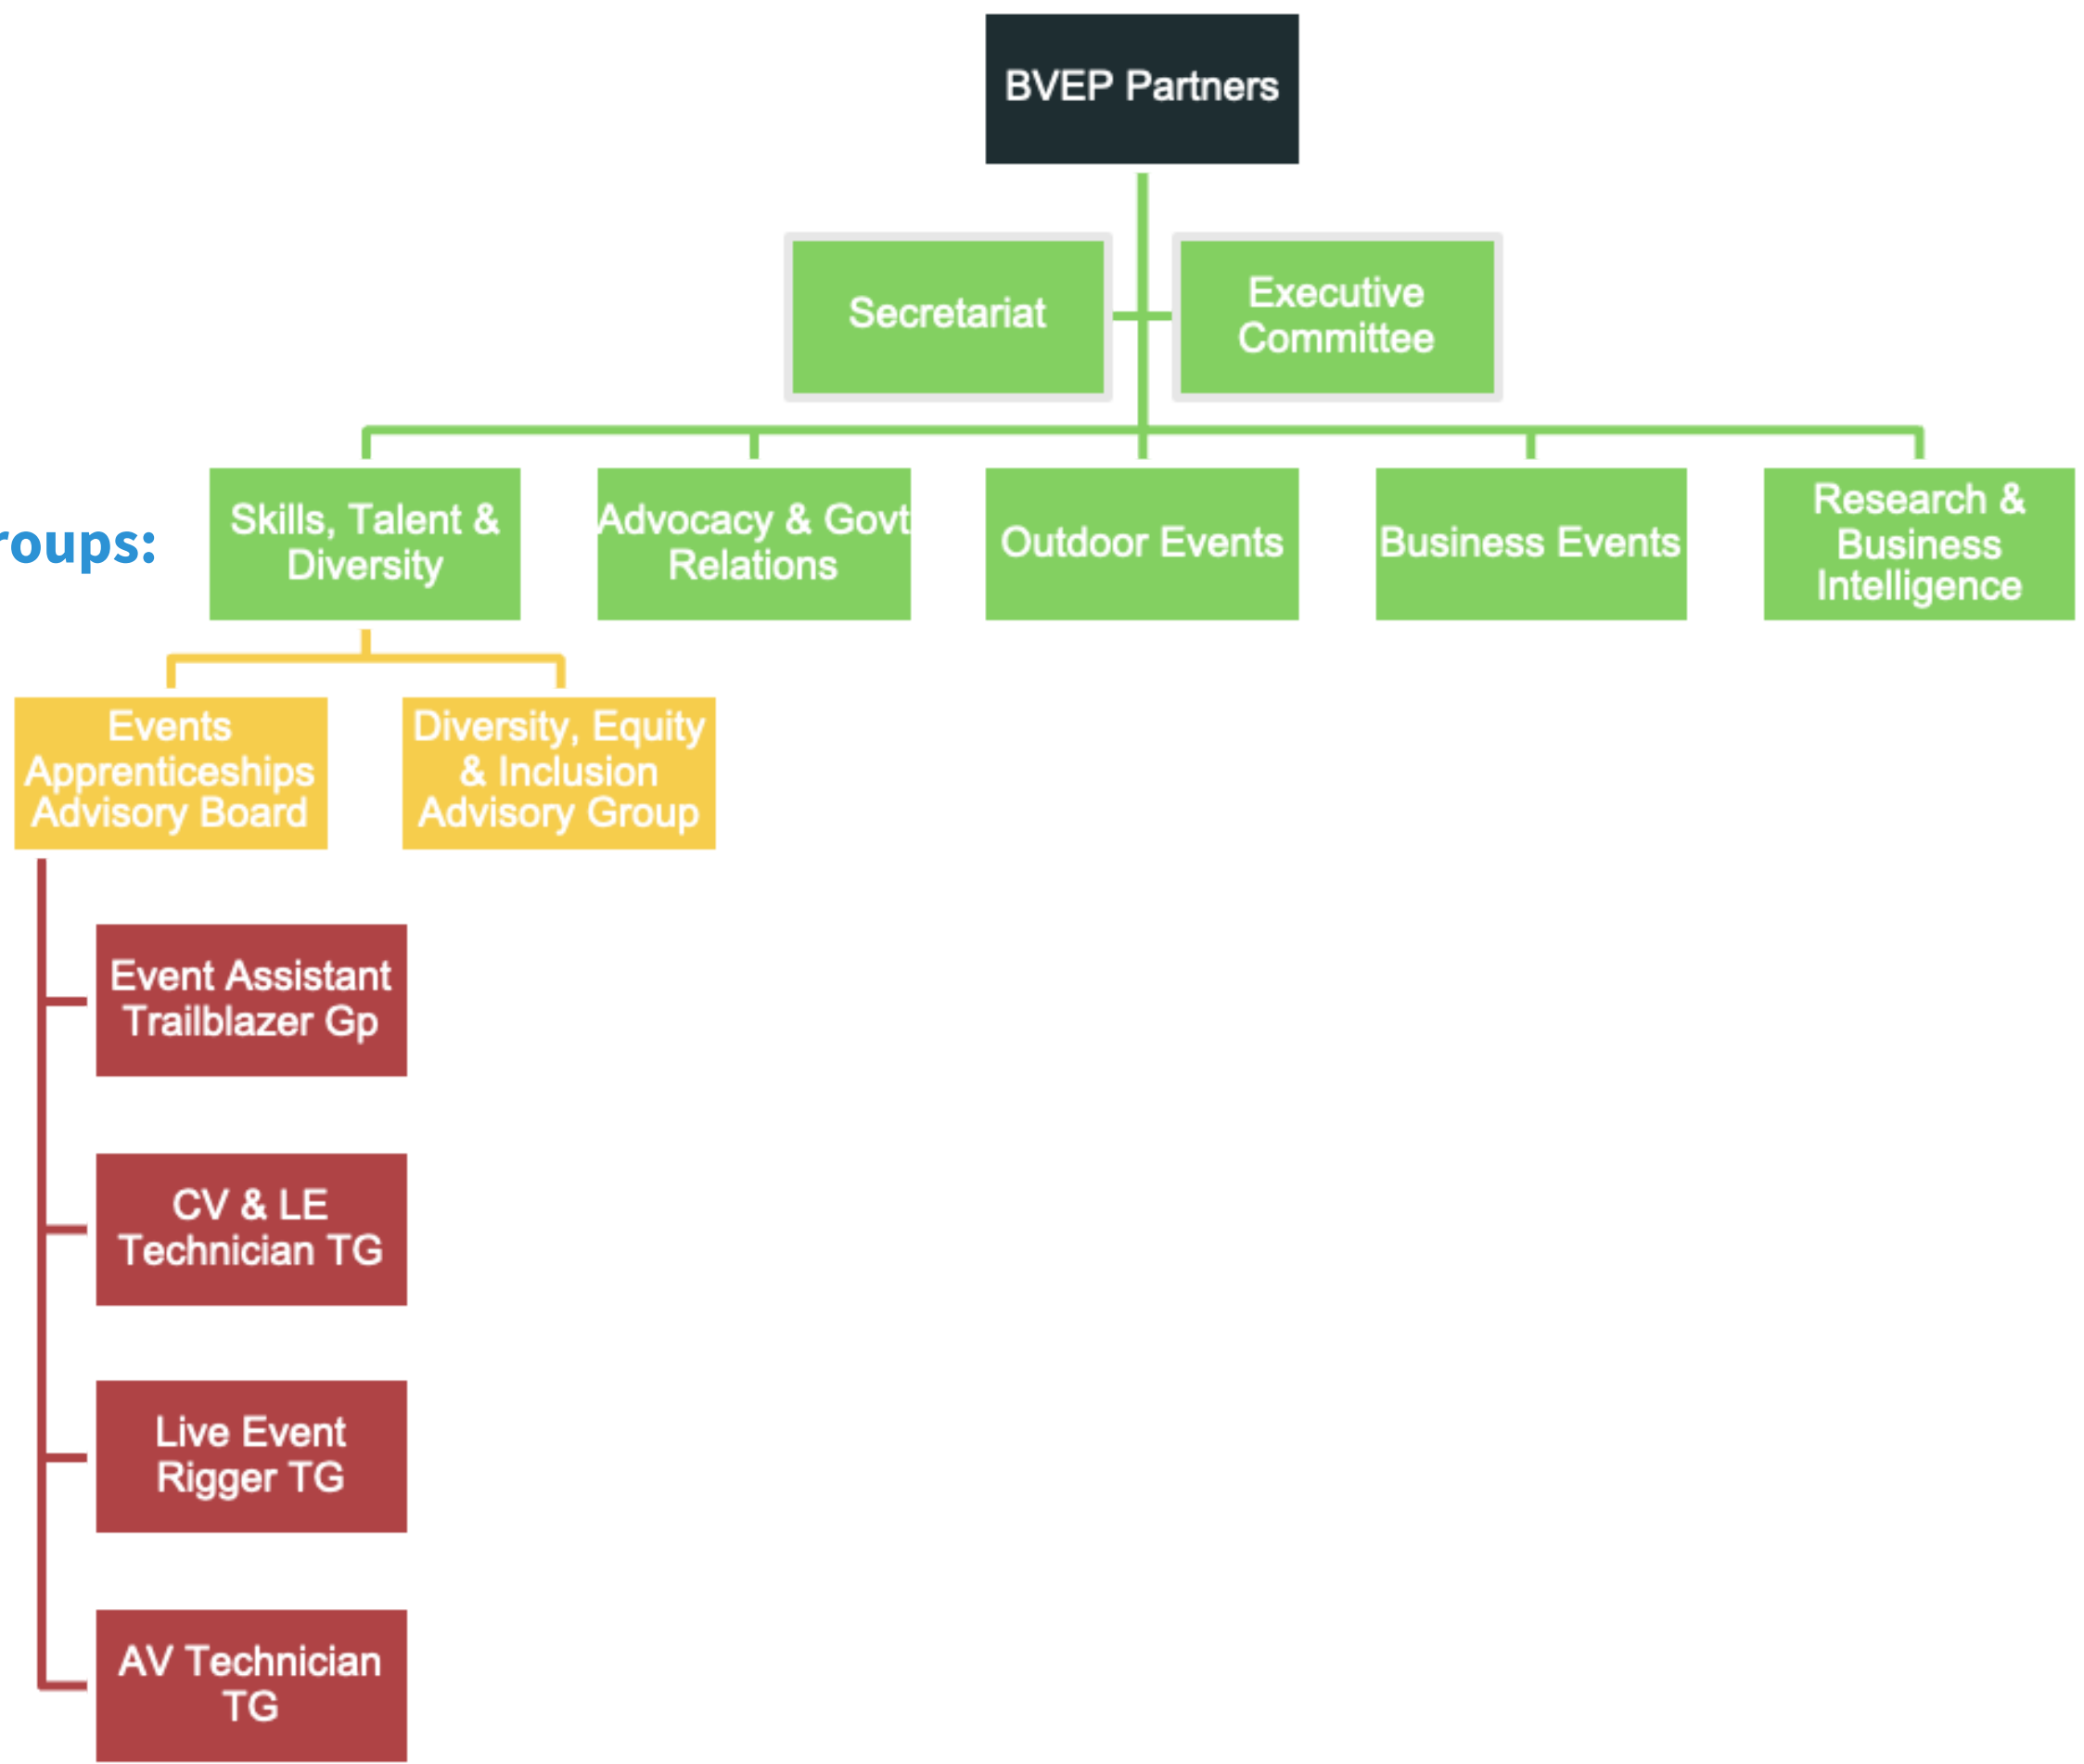 BVEP Partners
Secretariat
Executive
Committee
roups:
Skills, Talent &
Diversity
Advocacy & Govt
Relations
Outdoor Events
Business Events
Research &
Business
Intelligence
Events
Apprenticeships
Advisory Board
Diversity, Equity
& Inclusion
Advisory Group
Event Assistant
Trailblazer Gp
CV & LE
Technician TG
Live Event
Rigger TG
AV Technician
TG